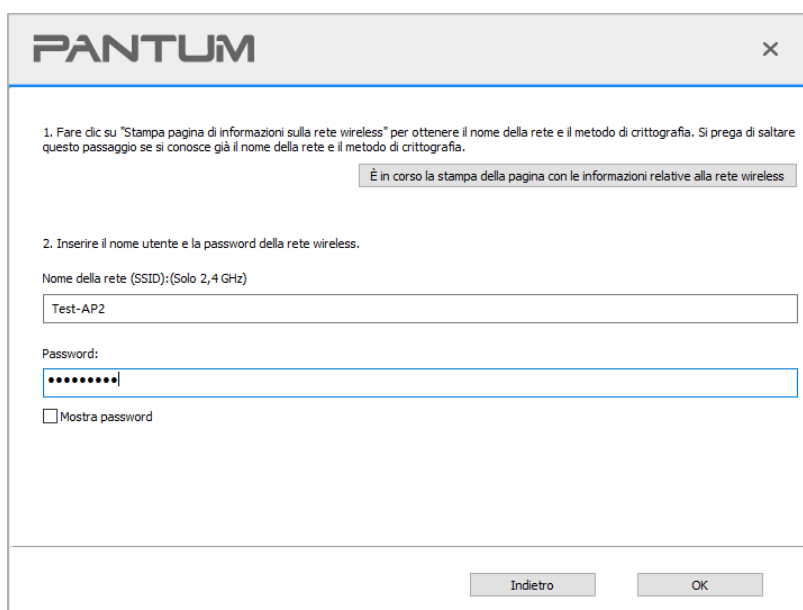 PANTUM
1. Fare clic su "Stampa pagina di informazioni sulla rete wireless" per ottenere il nome della rete e il metodo di crittografia. Si prega di saltare
questo passaggio se si conosce già il nome della rete e il metodo di crittografia.
È in corso la stampa della pagina con le informazioni relative alla rete wireless
2. Inserire il nome utente e la password della rete wireless.
Nome della rete (SSID):(Solo 2,4 GHz)
Test-AP2
Password:
●●●●●●●●●
Mostra password
Indietro OK